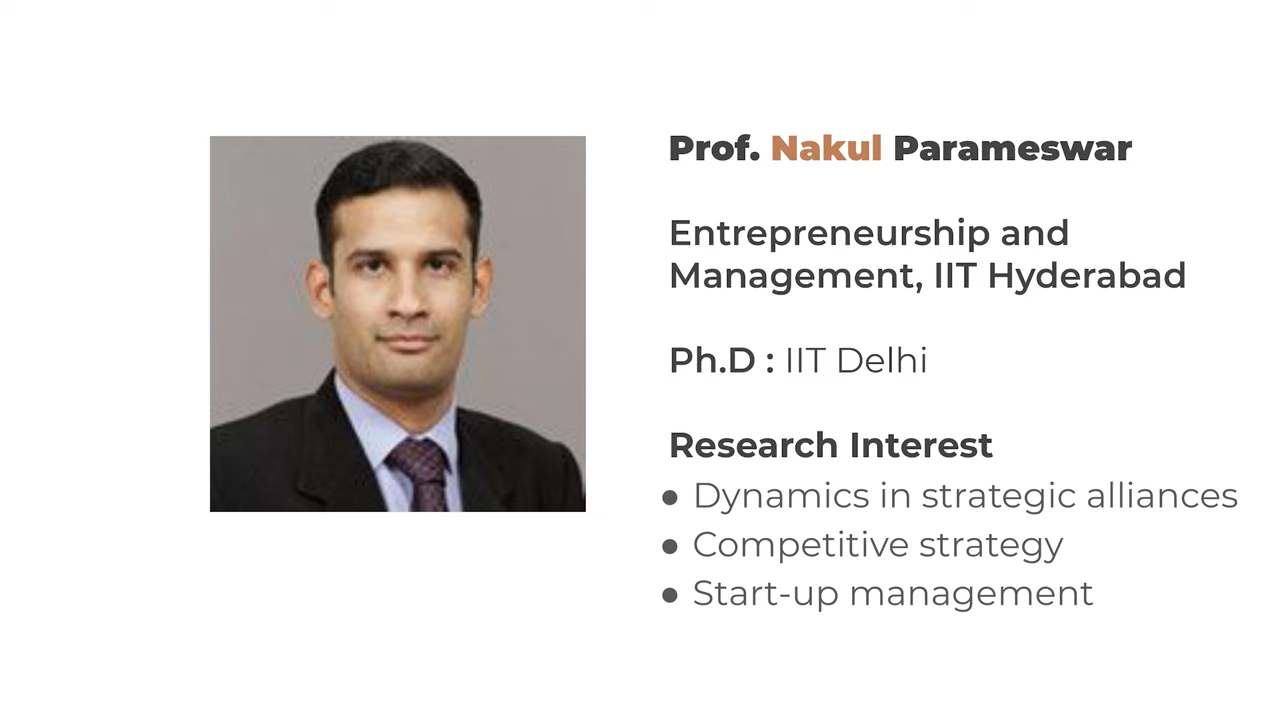 Prof. Nakul Parameswar
Entrepreneurship and
Management, IIT Hyderabad
Ph.D : IIT Delhi
Research Interest
● Dynamics in strategic alliances
● Competitive strategy
● Start-up management